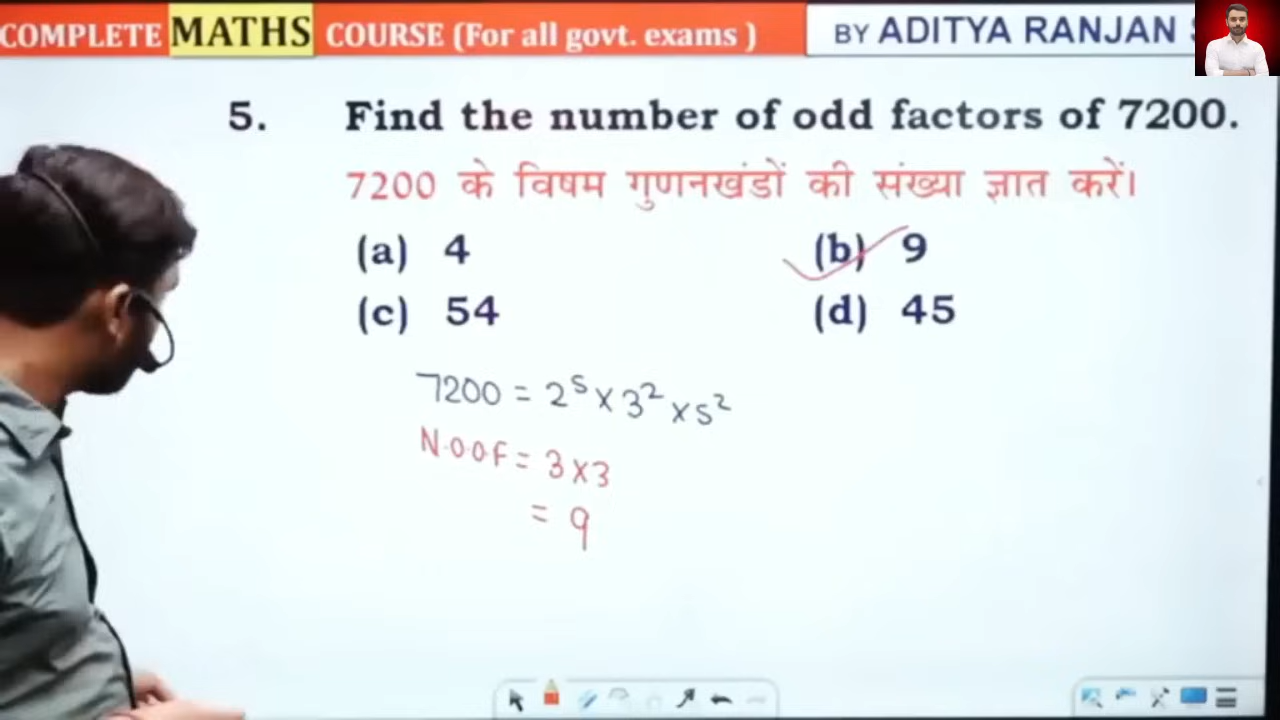 COMPLETE MATHS COURSE (For all govt. exams )
BY ADITYA RANJAN
5. Find the number of odd factors of 7200.
7200 के विषम गुणनखंडों की संख्या ज्ञात करें।
(a) 4 (b) 9
(c) 54 (d) 45
7200 = 2⁵ × 3² × 5²
N.O.O.F = 3 × 3
= 9